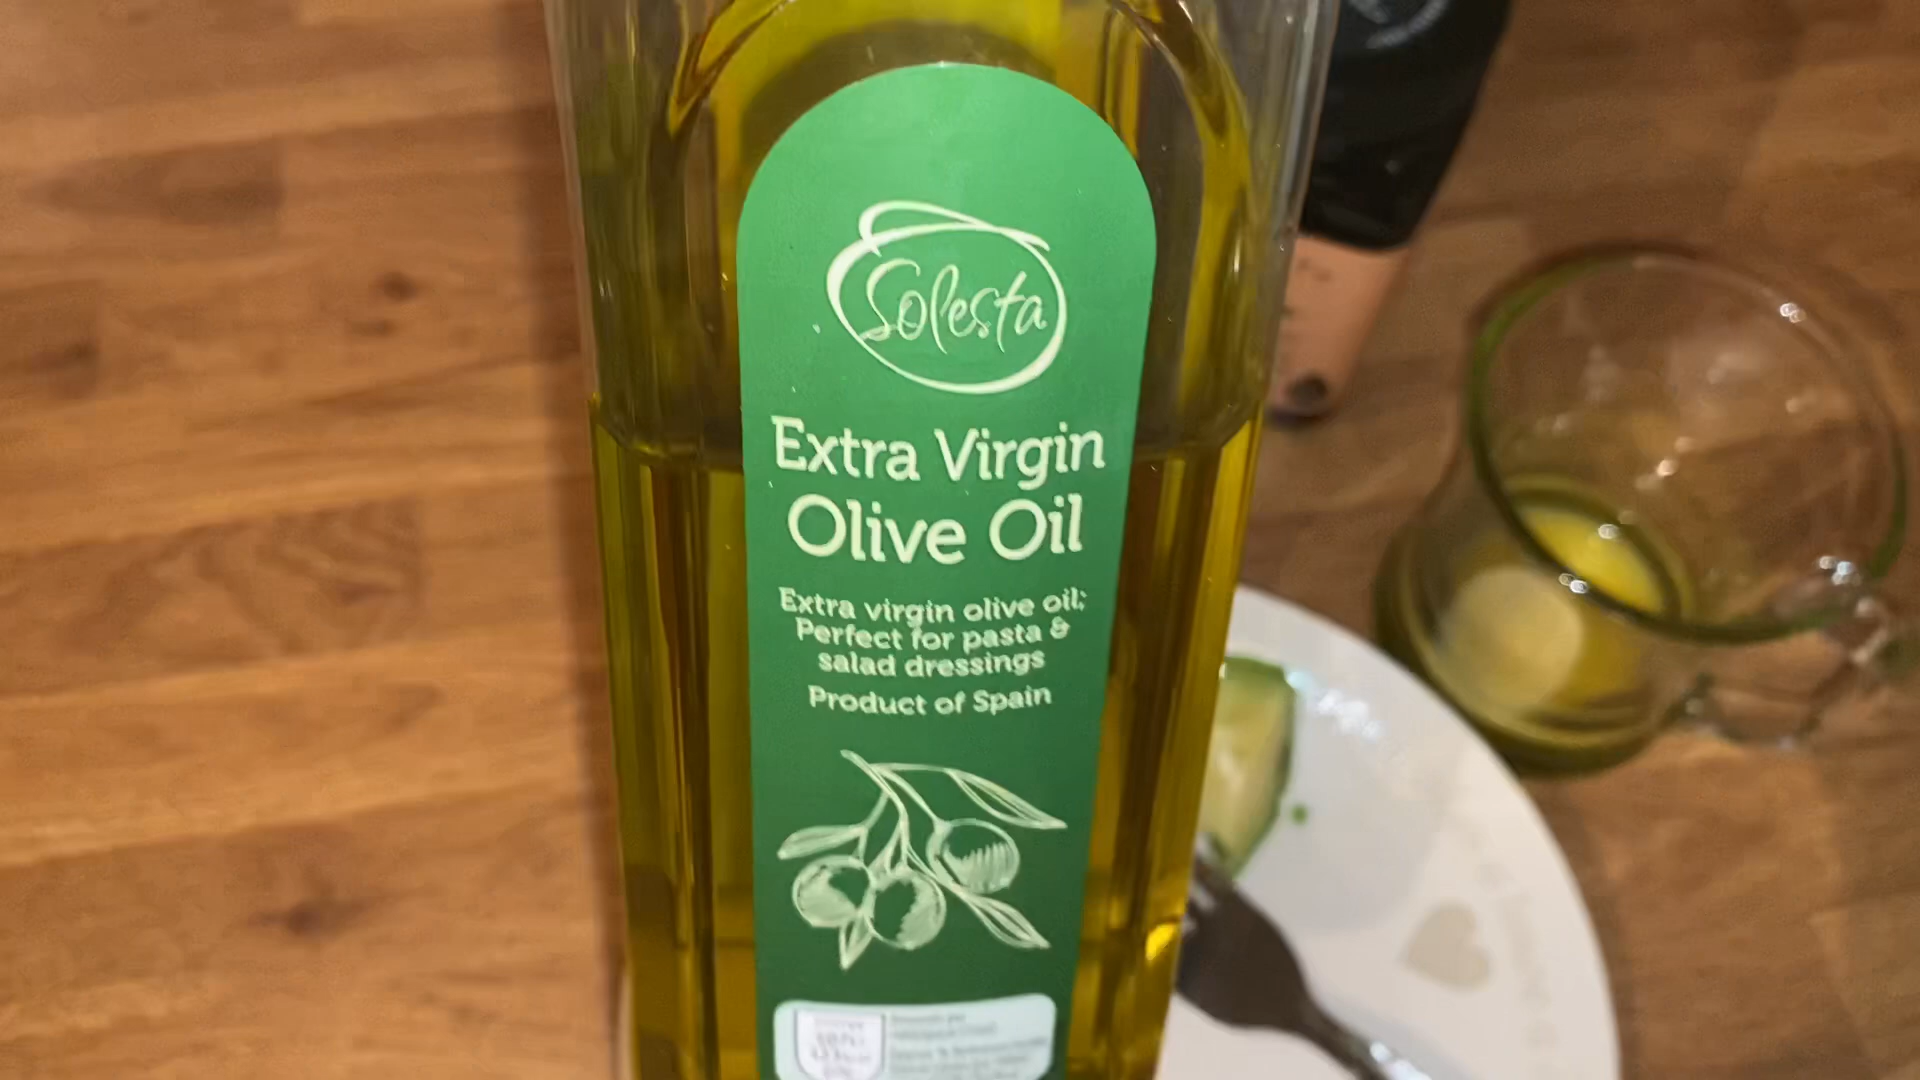 Solesta
Extra Virgin
Olive Oil
Extra virgin olive oil;
Perfect for pasta &
salad dressings
Product of Spain